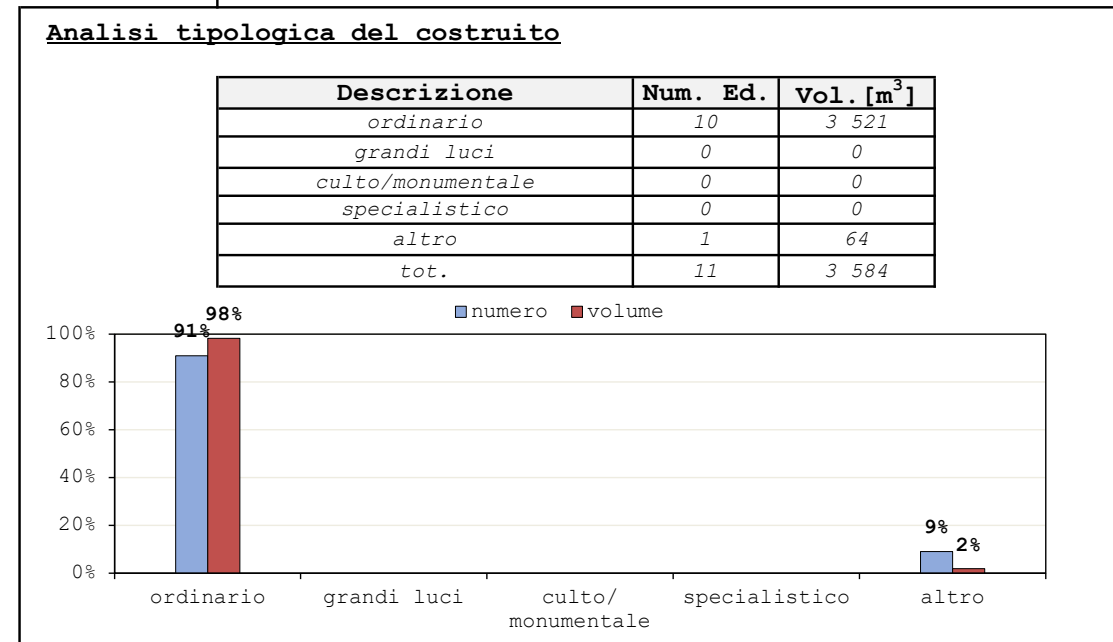 Analisi tipologica del costruito
Descrizione Num. Ed. Vol.[m³]
ordinario 10 3 521
grandi luci 0 0
culto/monumentale 0 0
specialistico 0 0
altro 1 64
tot. 11 3 584
numero volume
98%
91%
100%
80%
60%
40%
20%
0%
9%
2%
ordinario grandi luci culto/ specialistico altro
monumentale